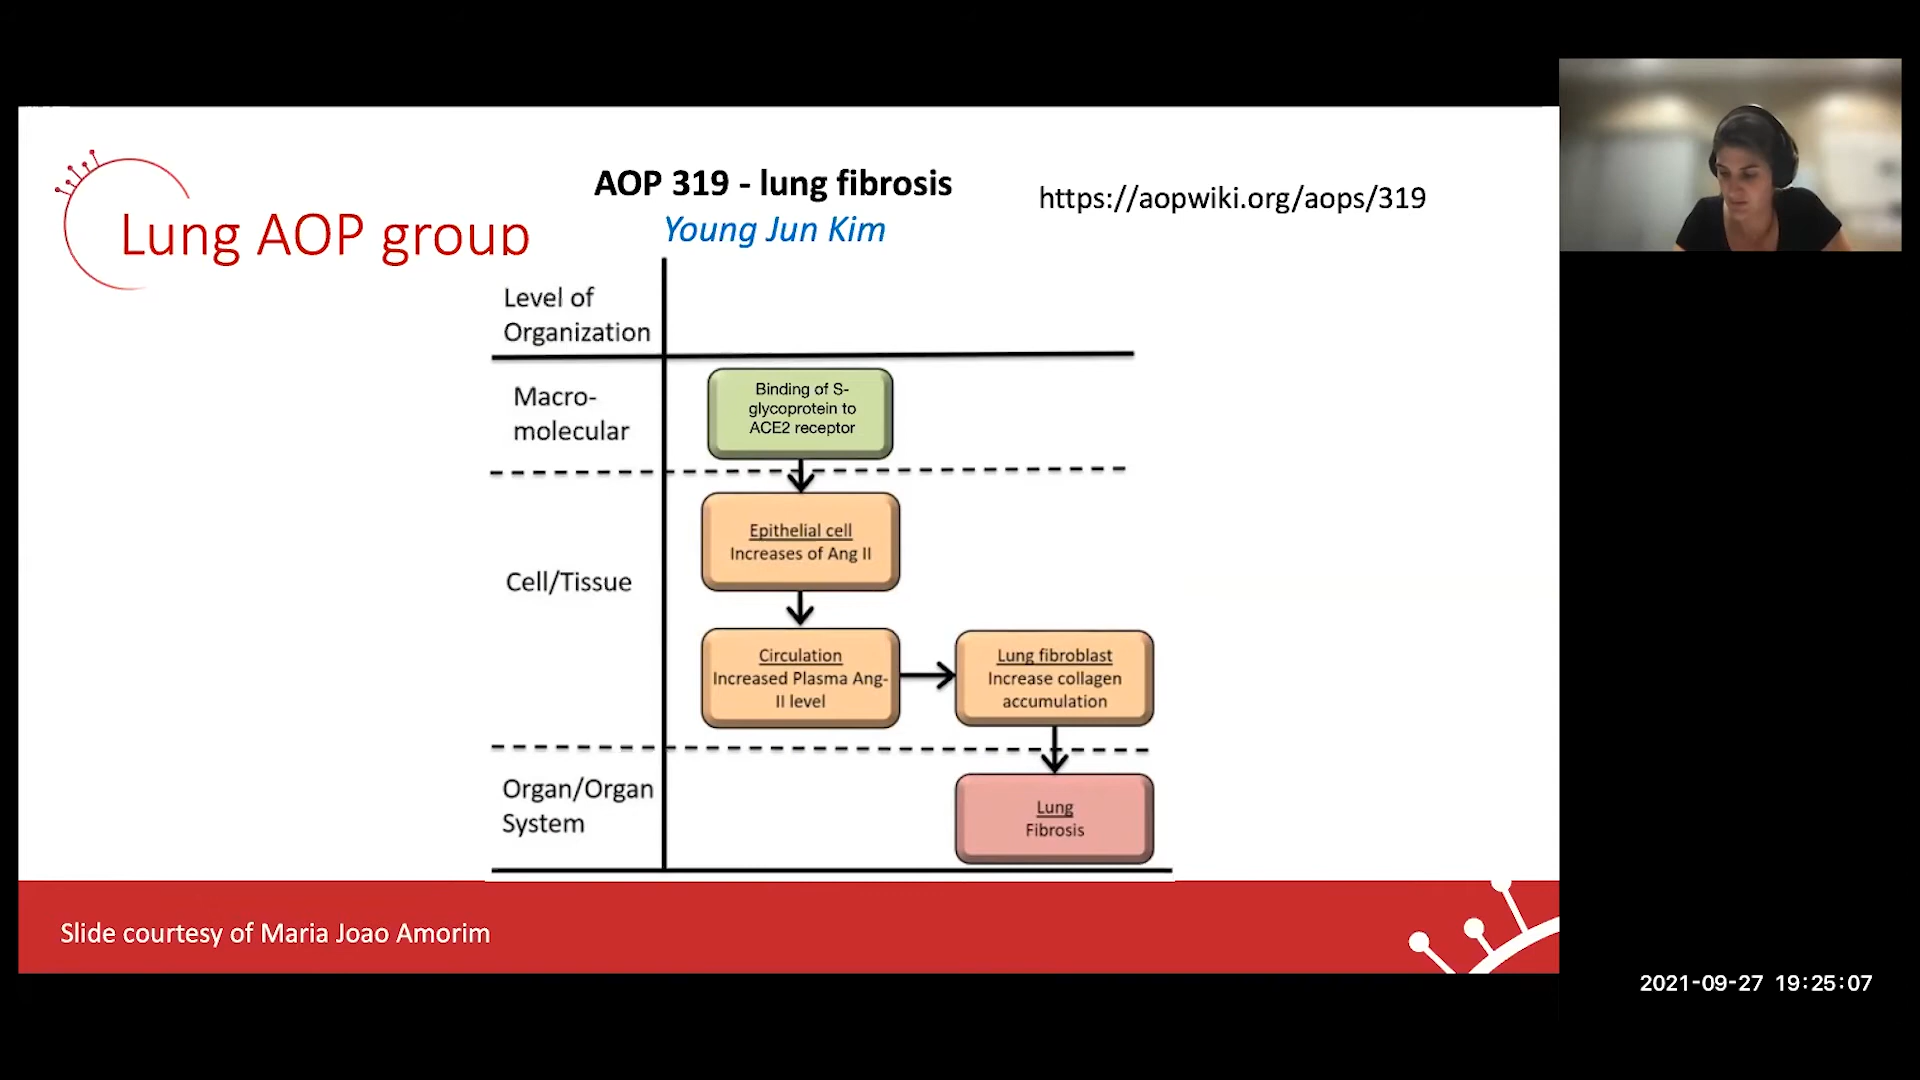 Lung AOP group
AOP 319 - lung fibrosis
Young Jun Kim
https://aopwiki.org/aops/319
Level of
Organization
Macro-
molecular
Binding of S-
glycoprotein to
ACE2 receptor
Cell/Tissue
Epithelial cell
Increases of Ang II
Circulation
Increased Plasma Ang-
II level
Lung fibroblast
Increase collagen
accumulation
Organ/Organ
System
Lung
Fibrosis
Slide courtesy of Maria Joao Amorim
2021-09-27 19:25:07